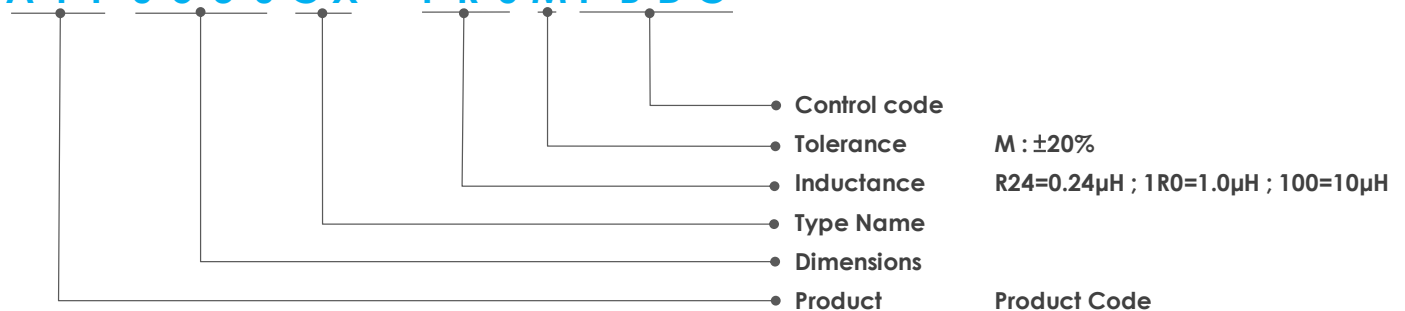 Control code
Tolerance M : ±20%
Inductance R24=0.24µH ; 1R0=1.0µH ; 100=10µH
Type Name
Dimensions
Product Product Code